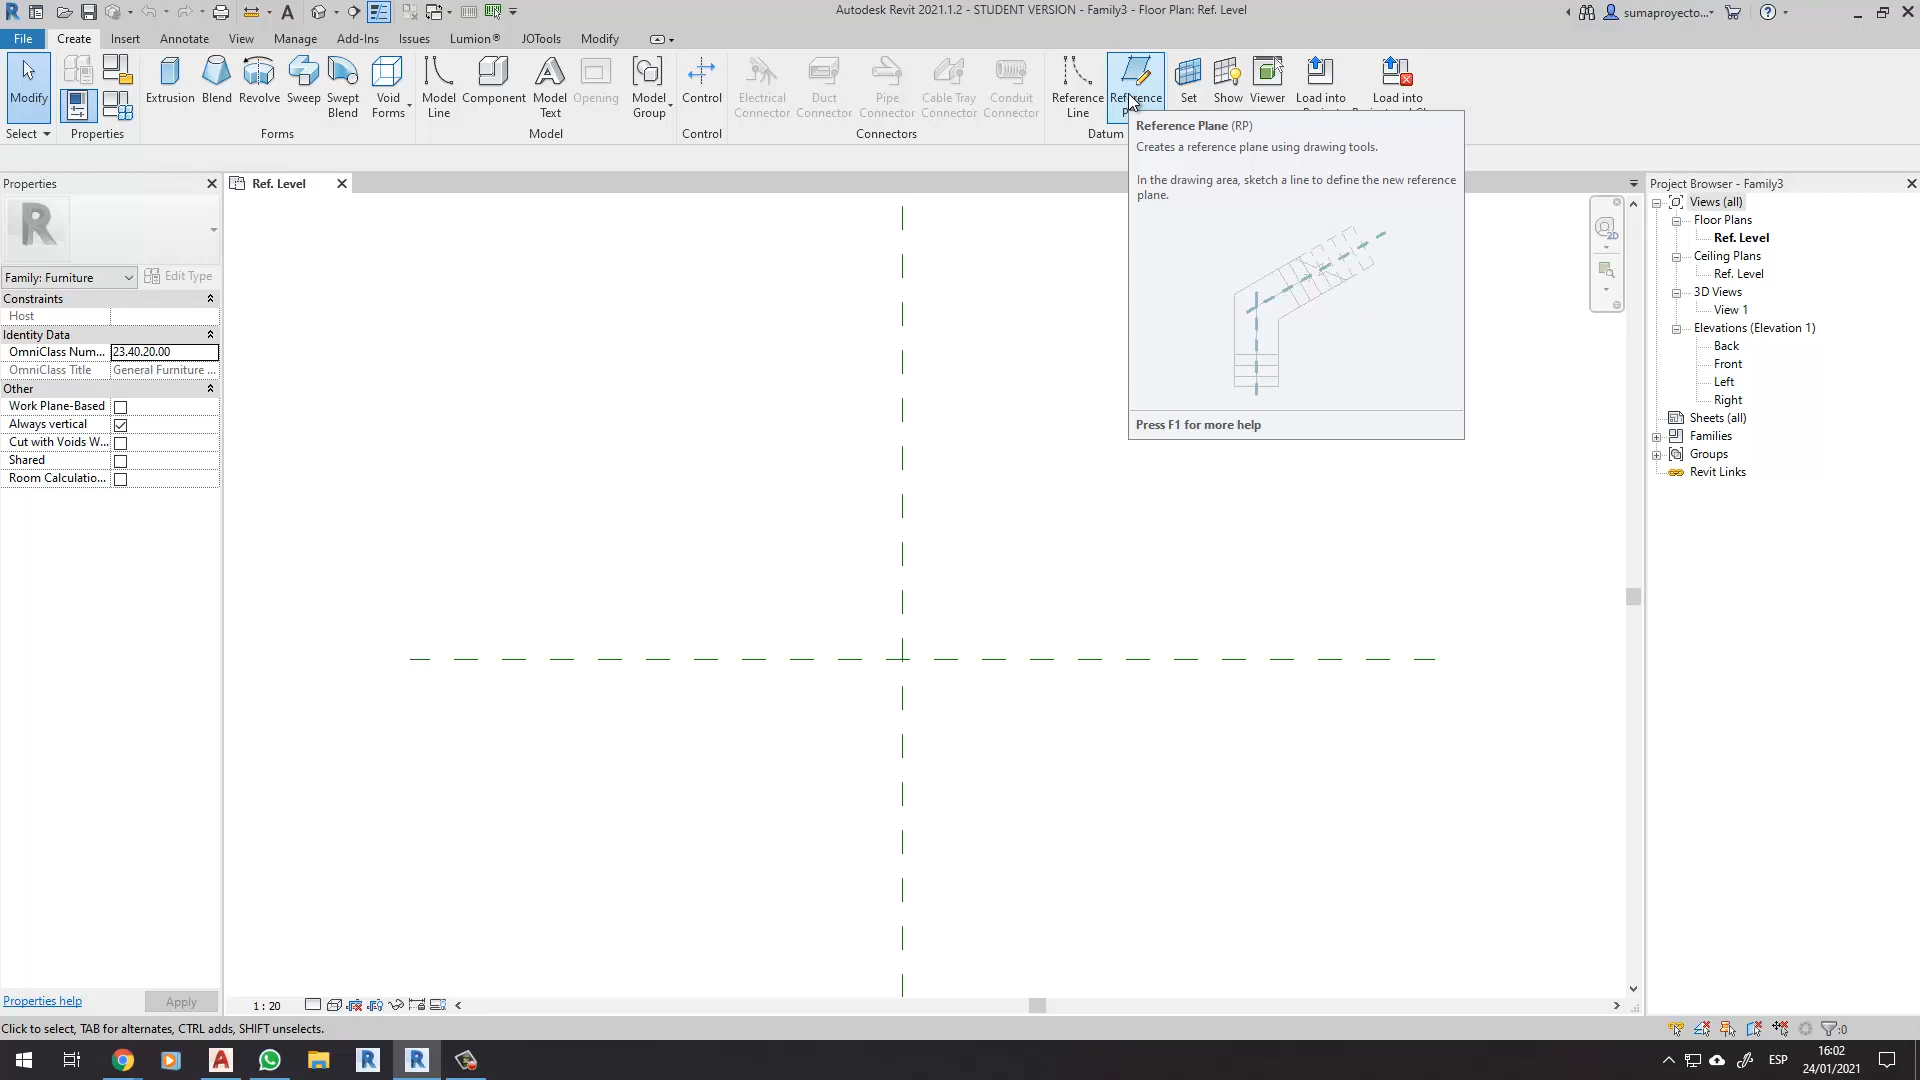 Autodesk Revit 2021.1.2 - STUDENT VERSION - Family3 - Floor Plan: Ref. Level
sumaproyecto...
File Create Insert Annotate View Manage Add-Ins Issues Lumion® JOTools Modify
Modify
Extrusion Blend Revolve Sweep Swept Blend Void Forms
Model Line Component Model Text Opening Model Group
Control
Electrical Connector Duct Connector Pipe Connector Cable Tray Connector Conduit Connector
Reference Line Reference
Set Show Viewer Load into Load into
Select Properties Forms Model Control Connectors Datum
Reference Plane (RP)
Creates a reference plane using drawing tools.
In the drawing area, sketch a line to define the new reference
plane.
Press F1 for more help
Properties
Ref. Level
R
Family: Furniture
Edit Type
Constraints
Host
Identity Data
OmniClass Num... 23.40.20.00
OmniClass Title General Furniture ...
Other
Work Plane-Based
Always vertical
Cut with Voids W...
Shared
Room Calculatio...
Properties help
Apply
Project Browser - Family3
Views (all)
Floor Plans
Ref. Level
Ceiling Plans
Ref. Level
3D Views
View 1
Elevations (Elevation 1)
Back
Front
Left
Right
Sheets (all)
Families
Groups
Revit Links
2D
1 : 20
Click to select, TAB for alternates, CTRL adds, SHIFT unselects.
:0
ESP
16:02
24/01/2021